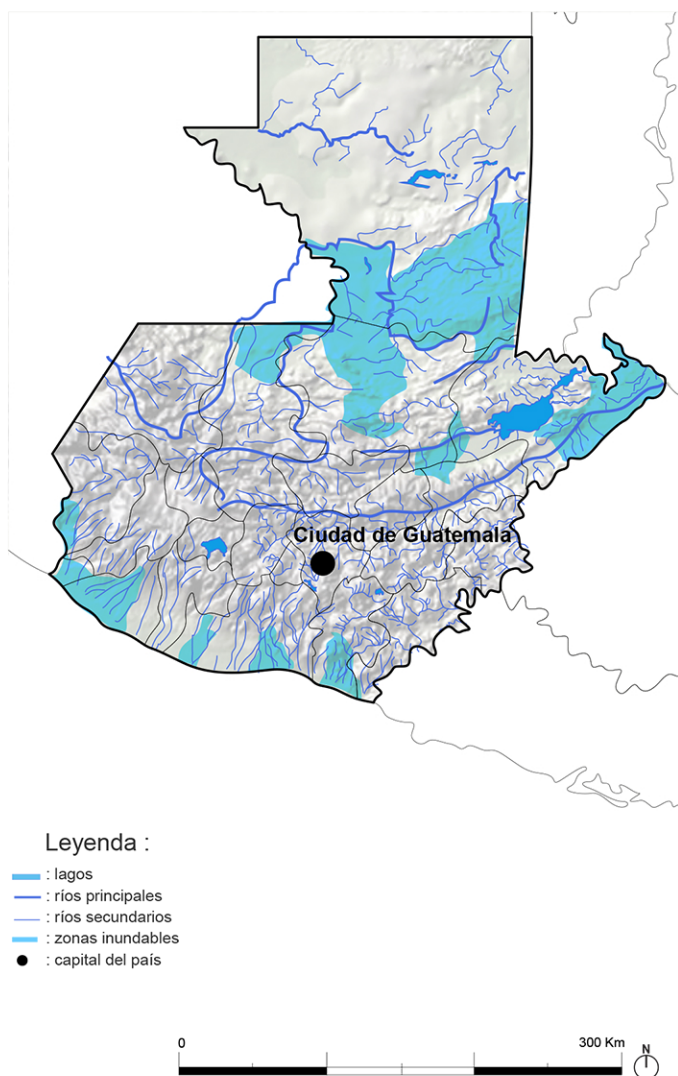 Ciudad de Guatemala
Leyenda :
: lagos
: ríos principales
: ríos secundarios
: zonas inundables
: capital del país
0 300 Km N